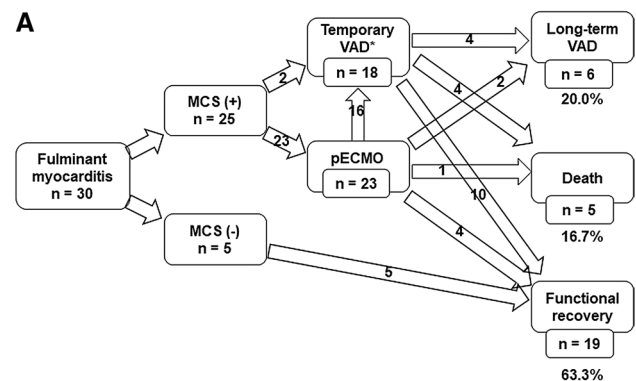 A
Temporary
VAD*
n = 18
4
Long-term
VAD
n = 6
20.0%
2
MCS (+)
n = 25
23
16
4
2
Fulminant
myocarditis
n = 30
pECMO
n = 23
1
10
4
Death
n = 5
16.7%
MCS (-)
n = 5
5
Functional
recovery
n = 19
63.3%